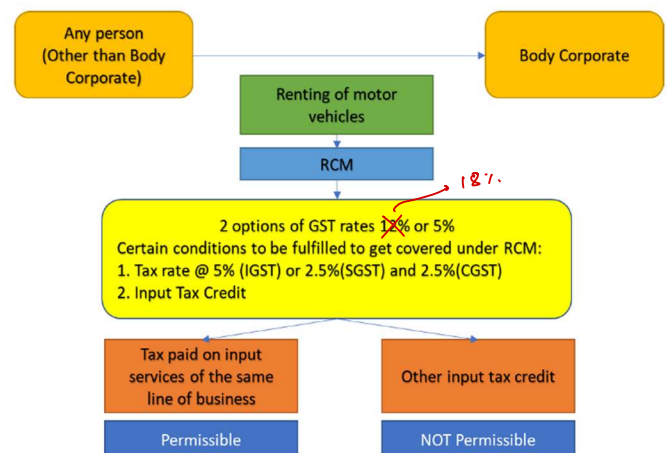 Any person
(Other than Body
Corporate)
Body Corporate
Renting of motor
vehicles
RCM
18%.
2 options of GST rates 12% or 5%
Certain conditions to be fulfilled to get covered under RCM:
1. Tax rate @ 5% (IGST) or 2.5%(SGST) and 2.5%(CGST)
2. Input Tax Credit
Tax paid on input
services of the same
line of business
Other input tax credit
Permissible
NOT Permissible